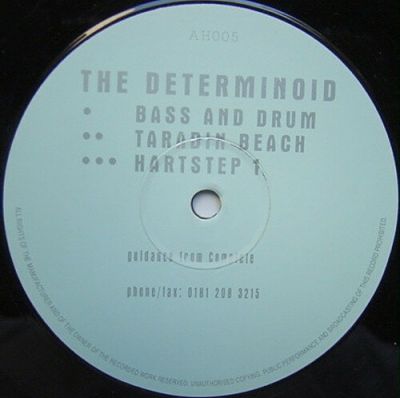 AH005
THE DETERMINOID
• BASS AND DRUM
•• TARADIN BEACH
••• HARTSTEP 1
guidance from Complete
phone/fax: 0181 298 3215
ALL RIGHTS OF THE MANUFACTURER AND OF THE OWNER OF THE RECORDED WORK RESERVED. UNAUTHORISED COPYING, PUBLIC PERFORMANCE AND BROADCASTING OF THIS RECORD PROHIBITED.